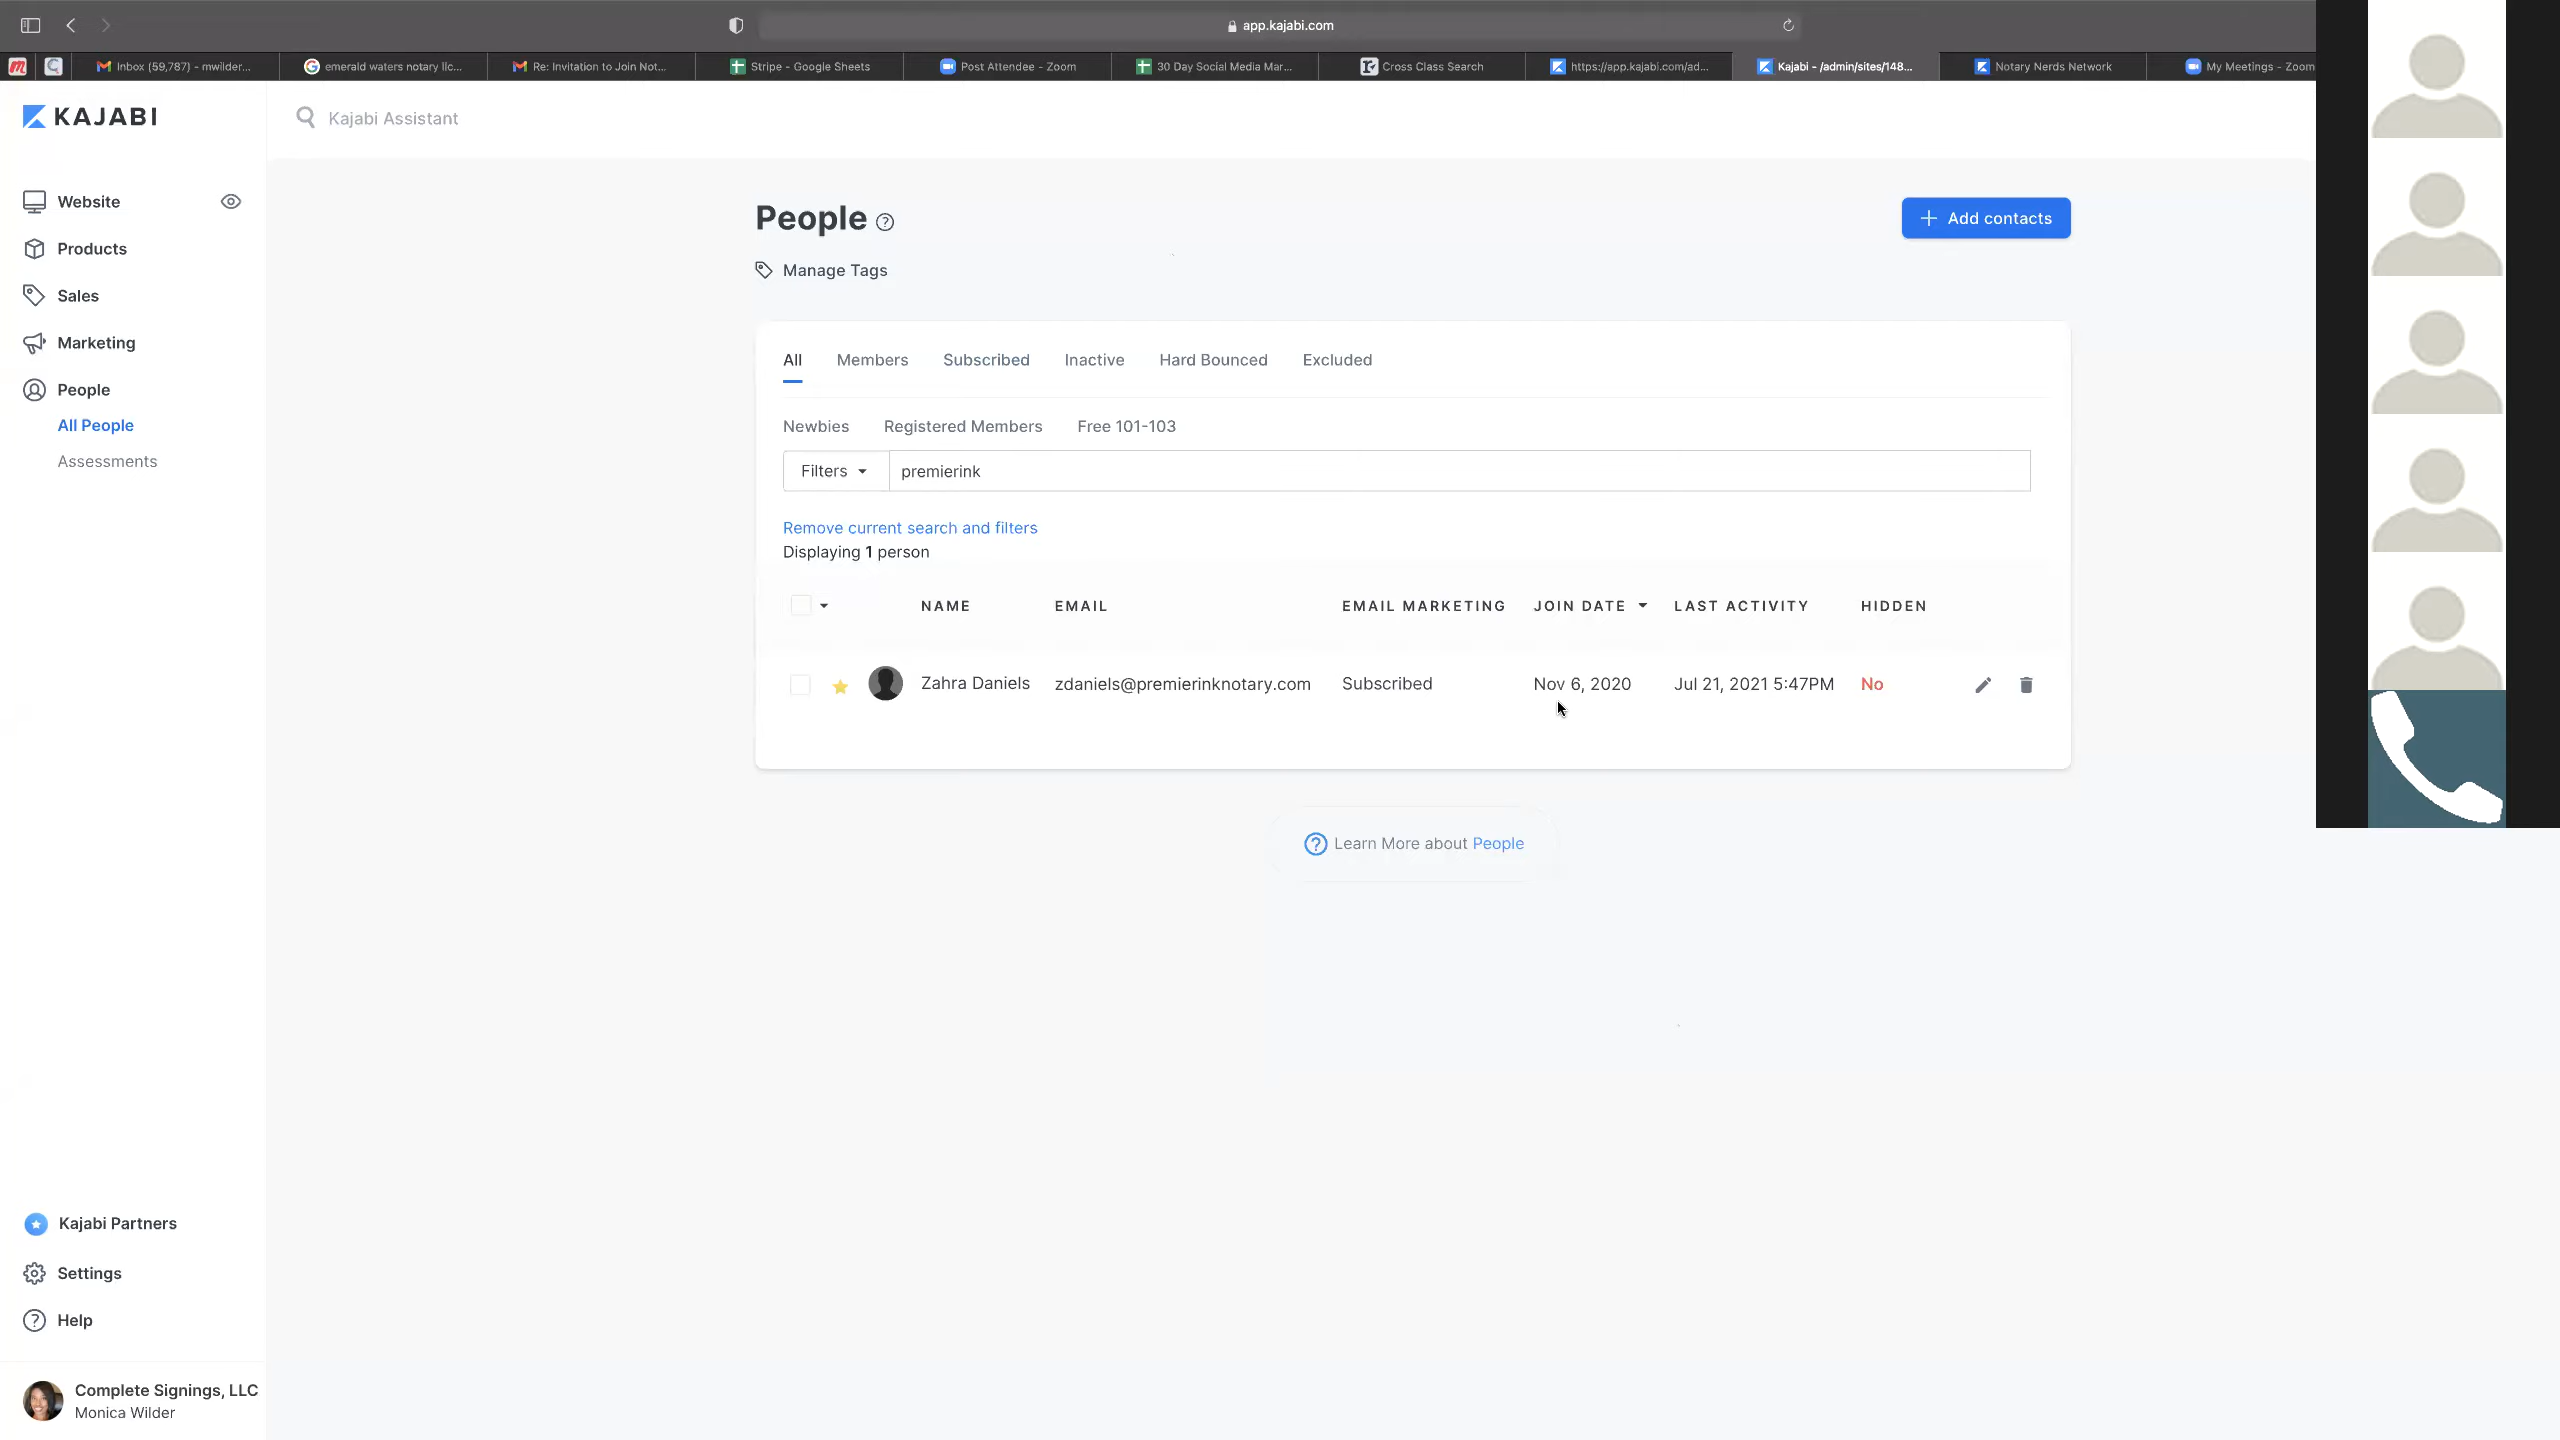 app.kajabi.com
Inbox (59,787) - mwilder...
emerald waters notary llc...
Re: Invitation to Join Not...
Stripe - Google Sheets
Post Attendee - Zoom
30 Day Social Media Mar...
Cross Class Search
https://app.kajabi.com/ad...
Kajabi - /admin/sites/148...
Notary Nerds Network
My Meetings - Zoom
KAJABI
Kajabi Assistant
Website
Products
Sales
Marketing
People
All People
Assessments
Kajabi Partners
Settings
Help
Complete Signings, LLC
Monica Wilder
People
Add contacts
Manage Tags
All Members Subscribed Inactive Hard Bounced Excluded
Newbies Registered Members Free 101-103
Filters premierink
Remove current search and filters
Displaying 1 person
NAME EMAIL EMAIL MARKETING JOIN DATE LAST ACTIVITY HIDDEN
Zahra Daniels zdaniels@premierinknotary.com Subscribed Nov 6, 2020 Jul 21, 2021 5:47PM No
Learn More about People